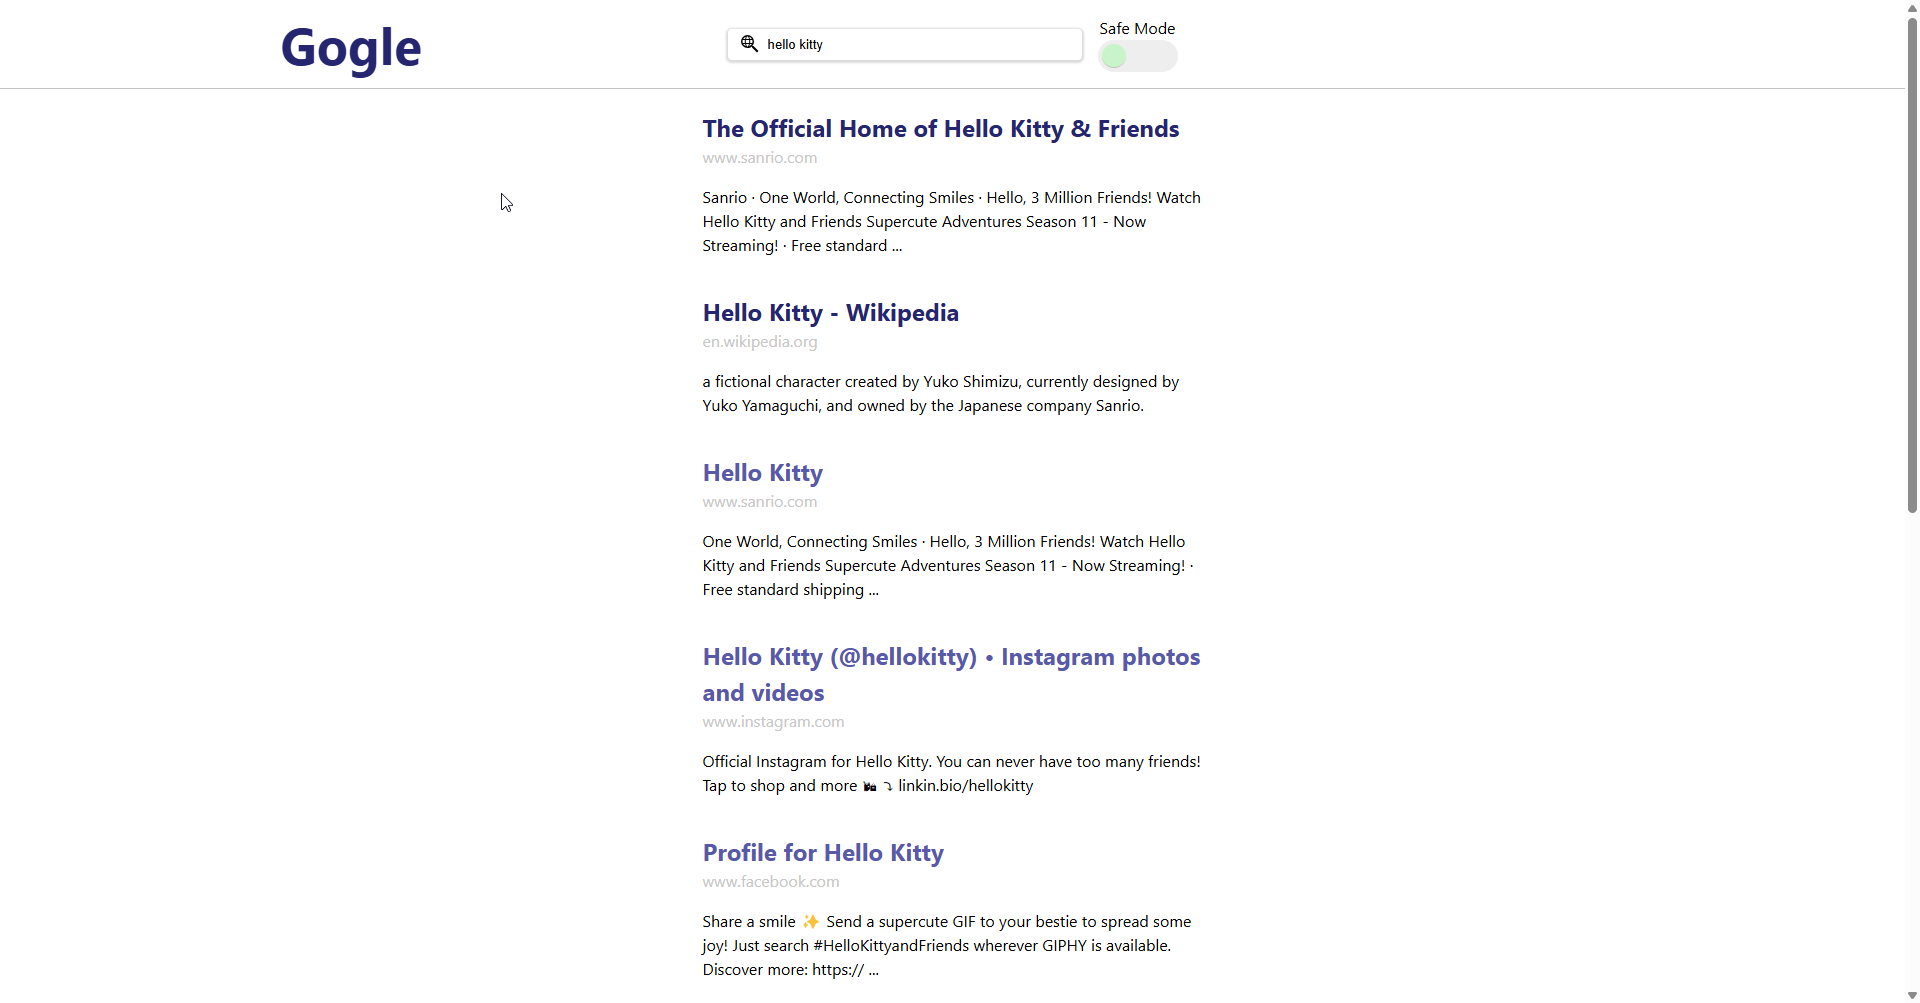 Gogle
hello kitty
Safe Mode
The Official Home of Hello Kitty & Friends
www.sanrio.com
Sanrio · One World, Connecting Smiles · Hello, 3 Million Friends! Watch
Hello Kitty and Friends Supercute Adventures Season 11 - Now
Streaming! · Free standard ...
Hello Kitty - Wikipedia
en.wikipedia.org
a fictional character created by Yuko Shimizu, currently designed by
Yuko Yamaguchi, and owned by the Japanese company Sanrio.
Hello Kitty
www.sanrio.com
One World, Connecting Smiles · Hello, 3 Million Friends! Watch Hello
Kitty and Friends Supercute Adventures Season 11 - Now Streaming! ·
Free standard shipping ...
Hello Kitty (@hellokitty) • Instagram photos
and videos
www.instagram.com
Official Instagram for Hello Kitty. You can never have too many friends!
Tap to shop and more 🛍 ⤵ linkin.bio/hellokitty
Profile for Hello Kitty
www.facebook.com
Share a smile ✨ Send a supercute GIF to your bestie to spread some
joy! Just search #HelloKittyandFriends wherever GIPHY is available.
Discover more: https:// ...